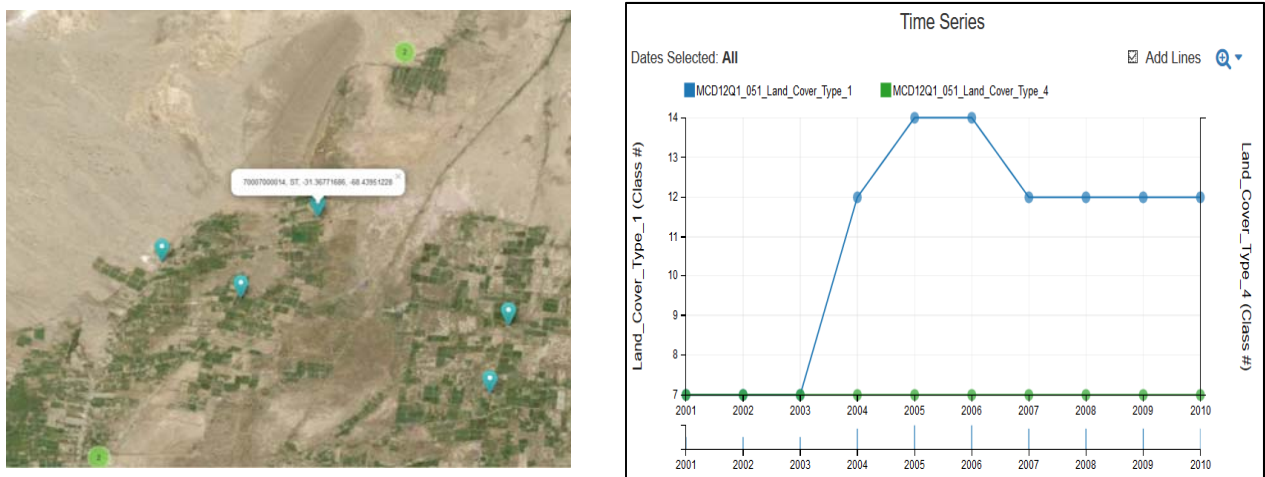 2
70007000014, ST, -31.36771686, -68.43951228
×
2
Time Series
Dates Selected: All
Add Lines
MCD12Q1_051_Land_Cover_Type_1
MCD12Q1_051_Land_Cover_Type_4
Land_Cover_Type_1 (Class #)
14
13
12
11
10
9
8
7
2001 2002 2003 2004 2005 2006 2007 2008 2009 2010
Land_Cover_Type_4 (Class #)
2001 2002 2003 2004 2005 2006 2007 2008 2009 2010